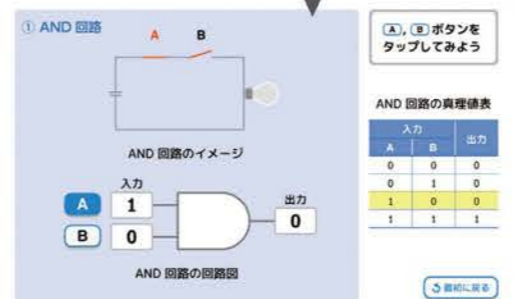 ① AND 回路
A B
AND 回路のイメージ
入力
A 1
B 0
出力
0
AND 回路の回路図
A, B ボタンを
タップしてみよう
AND 回路の真理値表
入力 出力
A B
0 0 0
0 1 0
1 0 0
1 1 1
最初に戻る